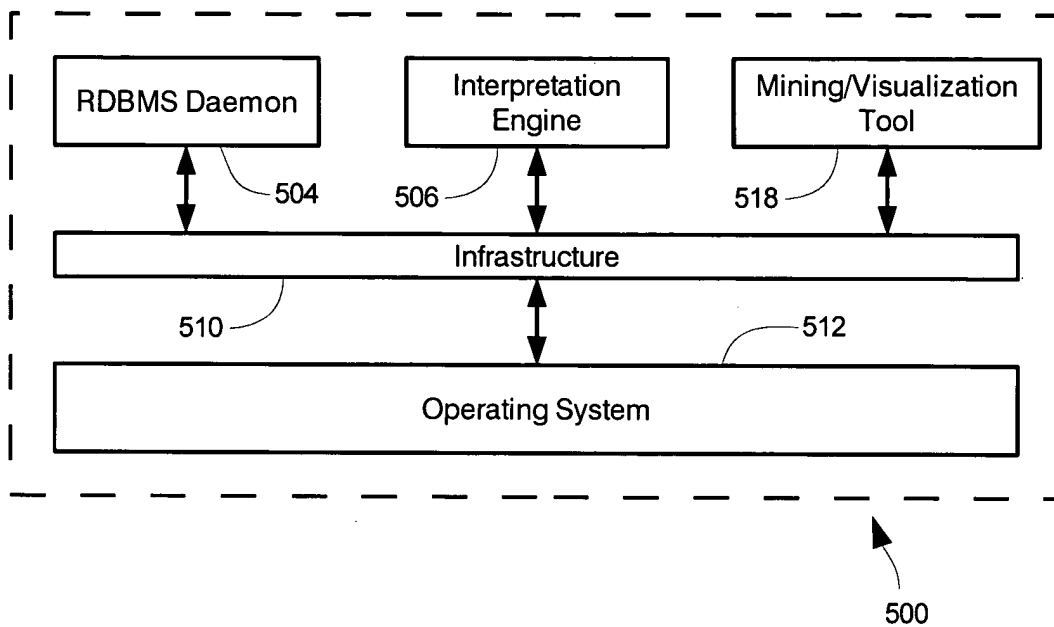 RDBMS Daemon
Interpretation
Engine
Mining/Visualization
Tool
504
506
518
Infrastructure
510
512
Operating System
500